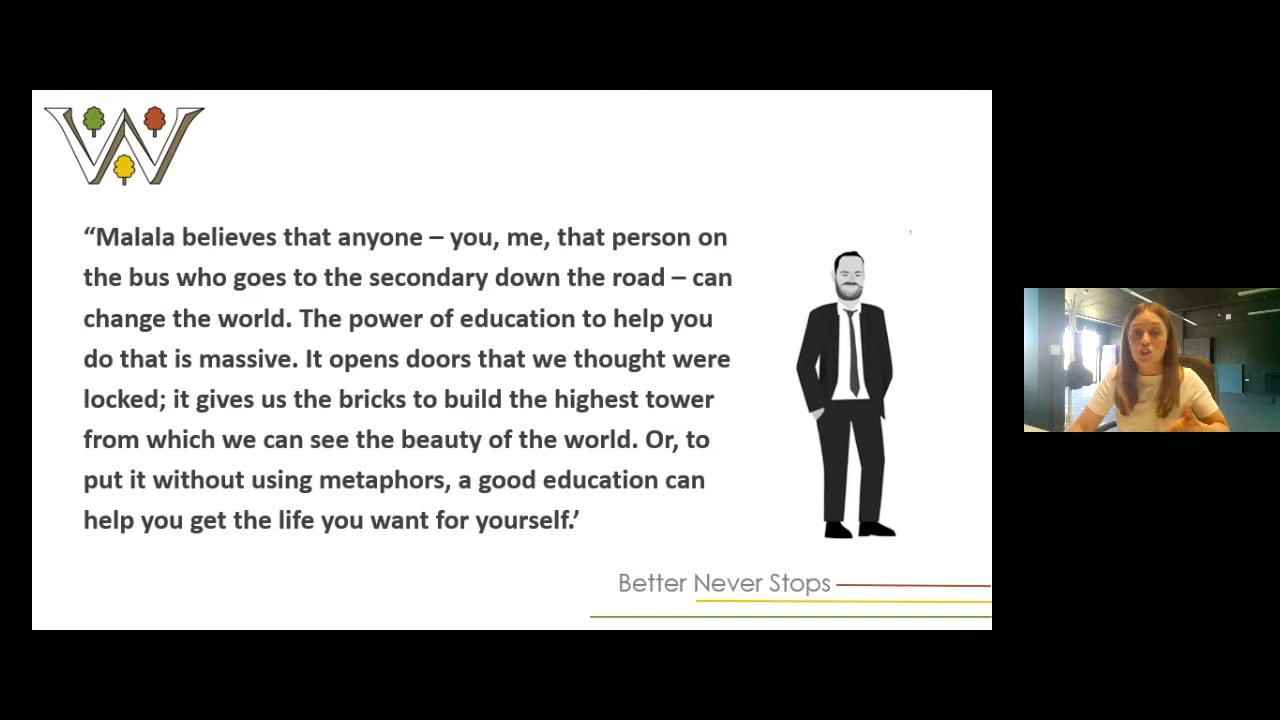 W
“Malala believes that anyone – you, me, that person on
the bus who goes to the secondary down the road – can
change the world. The power of education to help you
do that is massive. It opens doors that we thought were
locked; it gives us the bricks to build the highest tower
from which we can see the beauty of the world. Or, to
put it without using metaphors, a good education can
help you get the life you want for yourself.’
Better Never Stops